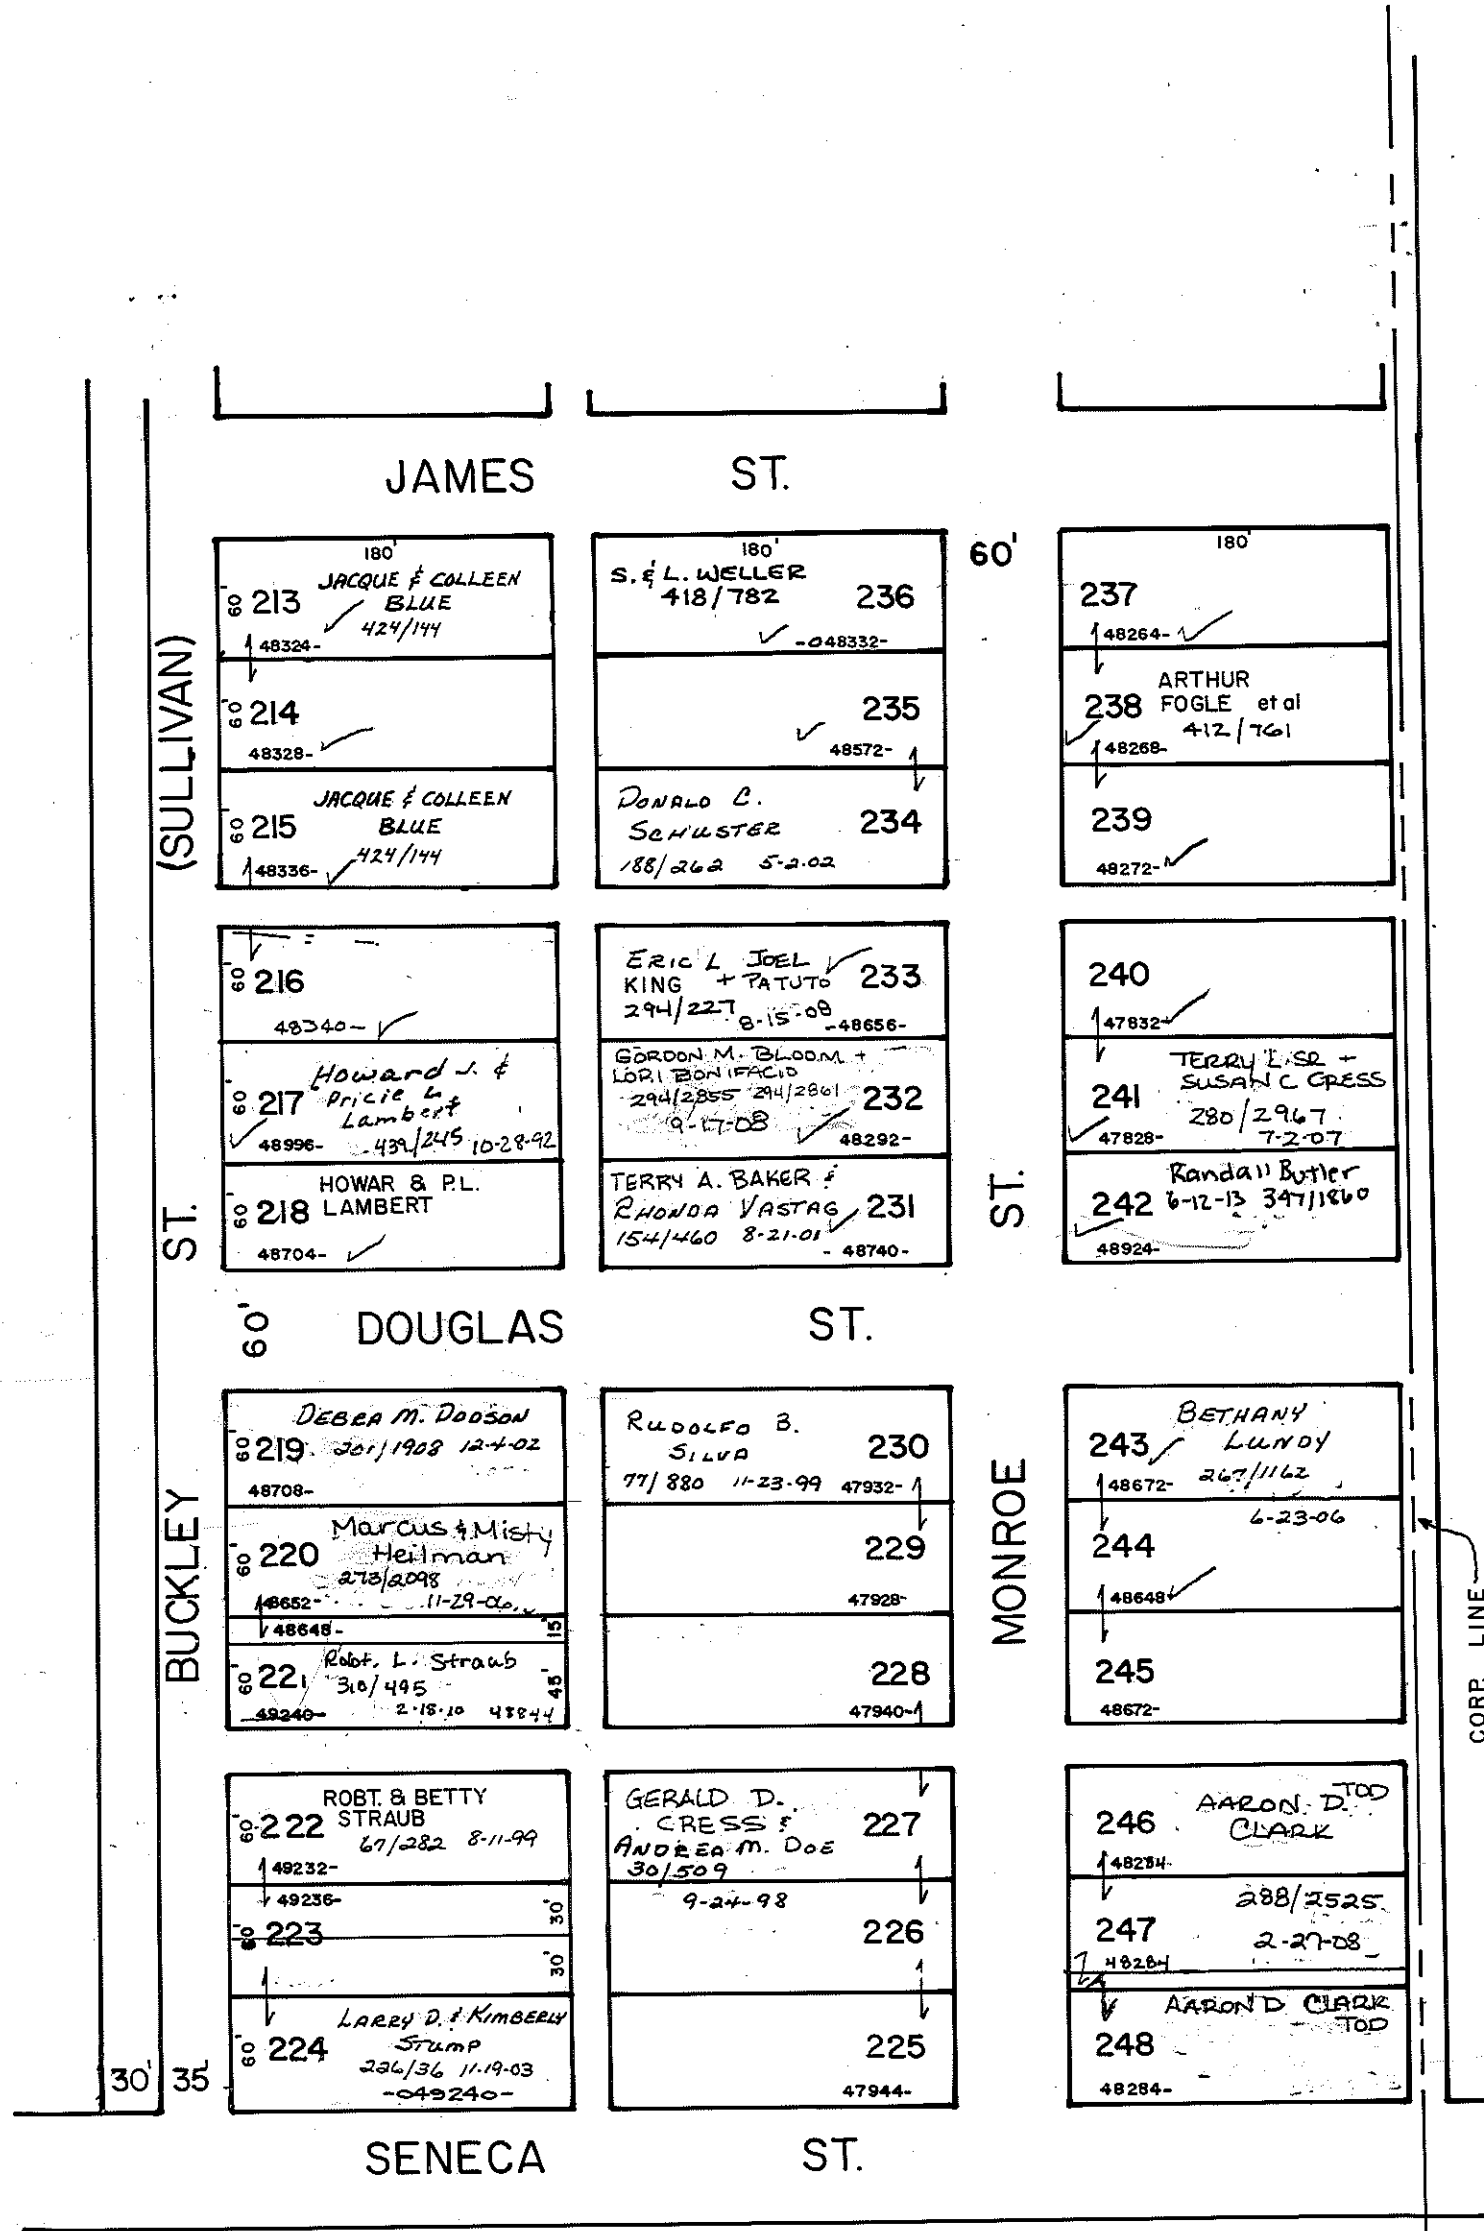 JAMES ST.
60'
180'
60'
213
JACQUE & COLLEEN
BLUE
424/144
48324-
60'
214
48328-
60'
215
JACQUE & COLLEEN
BLUE
424/144
48336-
180'
S. & L. WELLER
418/782
236
-048332-
235
48572-
DONALD C.
SCHUSTER
234
188/262 5-2-02
180'
237
48264-
238
ARTHUR
FOGLE et al
412/761
48268-
239
48272-
(SULLIVAN)
60'
216
48340-
60'
217
Howard J. &
Pricie L.
Lambert
48996-
439/245 10-28-92
60'
218
HOWAR & P.L.
LAMBERT
48704-
ERIC L JOEL
KING + PATUTO
233
294/227
8-15-08
-48656-
GORDON M. BLOOM +
LORI BONIFACIO
294/2855 294/2861
232
9-17-08
48292-
TERRY A. BAKER &
RHONDA VASTAG
231
154/460 8-21-01
-48740-
240
47832-
TERRY L. SR +
SUSAN C CRESS
241
280/2967
7-2-07
47828-
Randall Butler
242
6-12-13 347/1860
48924-
ST.
ST.
60'
DOUGLAS ST.
DEBRA M. DODSON
60'
219
201/1908 12-4-02
48708-
Marcus & Misty
Heilman
60'
220
273/2098
11-29-06
48652-
48648-
15'
Robt. L. Straub
60'
221
310/495
45'
2-18-10 48844
49240-
RUDOLFO B.
SILVA
230
77/880 11-23-99
47932-
229
47928-
228
47940-
BETHANY
LUNDY
243
267/1162
48672-
6-23-06
244
48648
245
48672-
BUCKLEY
MONROE
CORP. LINE
ROBT. & BETTY
STRAUB
60'
222
67/282 8-11-99
49232-
49236-
30'
60'
223
30'
LARRY D. & KIMBERLY
STUMP
60'
224
226/36 11-19-03
-049240-
GERALD D.
CRESS &
ANDREA M. DOE
227
30/509
9-24-98
226
225
47944-
AARON D. TOD
CLARK
246
48284-
288/2525
247
2-27-08
48284
AARON D CLARK
TOD
248
48284-
30' 35'
SENECA ST.